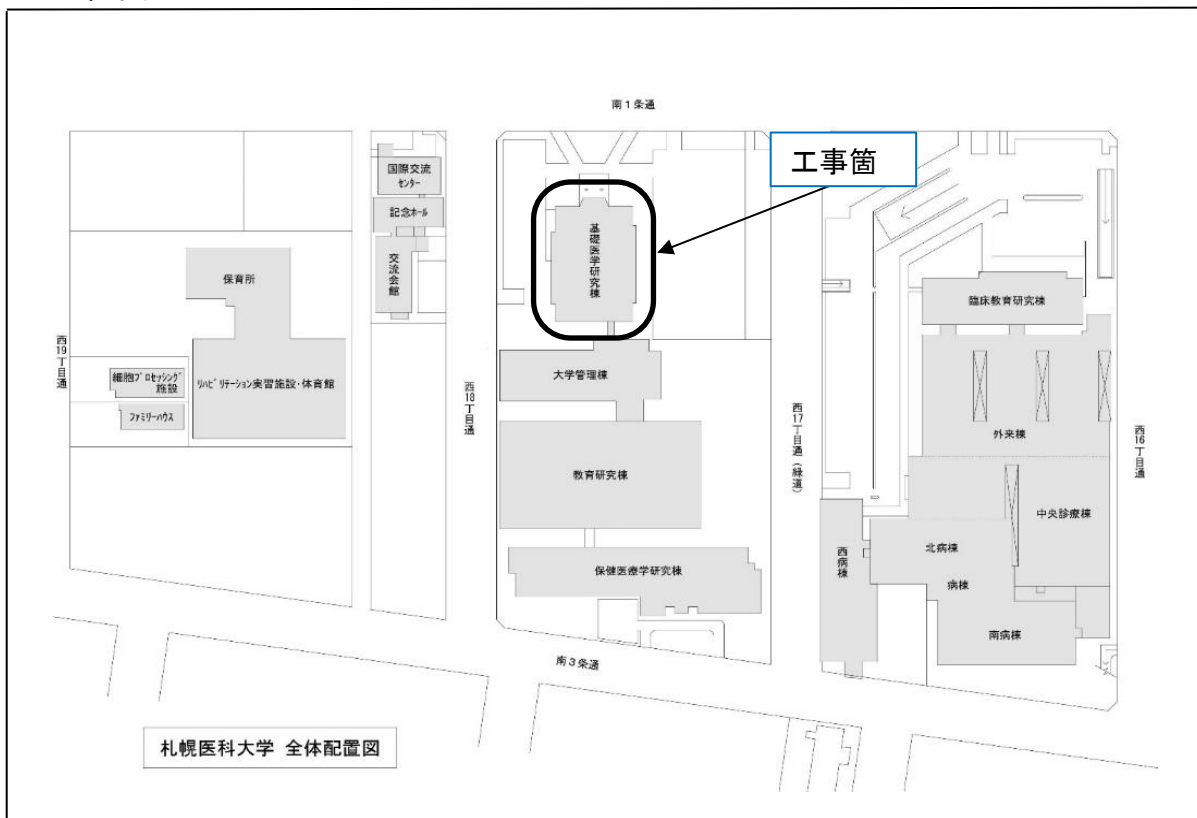 南1条通
工事箇
国際交流
センター
記念ホール
交流会館
基礎医学研究棟
保育所
臨床教育研究棟
西19丁目通
細胞プロセッシング
施設
ファミリーハウス
リハビリテーション実習施設・体育館
西18丁目通
大学管理棟
西17丁目通(緑道)
外来棟
西16丁目通
教育研究棟
中央診療棟
西病棟
北病棟
病棟
保健医療学研究棟
南病棟
南3条通
札幌医科大学 全体配置図